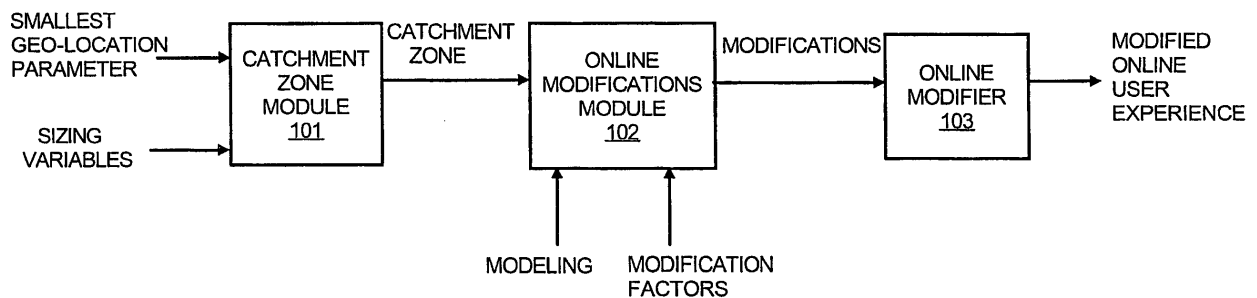 SMALLEST
GEO-LOCATION
PARAMETER
SIZING
VARIABLES
CATCHMENT
ZONE
MODULE
101
CATCHMENT
ZONE
ONLINE
MODIFICATIONS
MODULE
102
MODELING
MODIFICATION
FACTORS
MODIFICATIONS
ONLINE
MODIFIER
103
MODIFIED
ONLINE
USER
EXPERIENCE